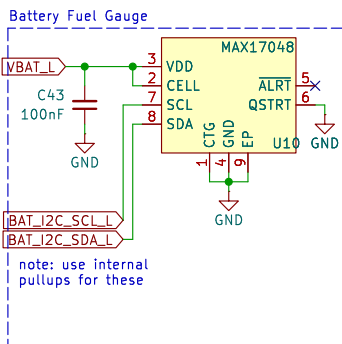 Battery Fuel Gauge
MAX17048
VBAT_L
3 VDD
2 CELL
7 SCL
8 SDA
ALRT 5
QSTRT 6
C43
100nF
GND
GND
CTG
GND
EP
1
4
9
U10
GND
BAT_I2C_SCL_L
BAT_I2C_SDA_L
note: use internal
pullups for these